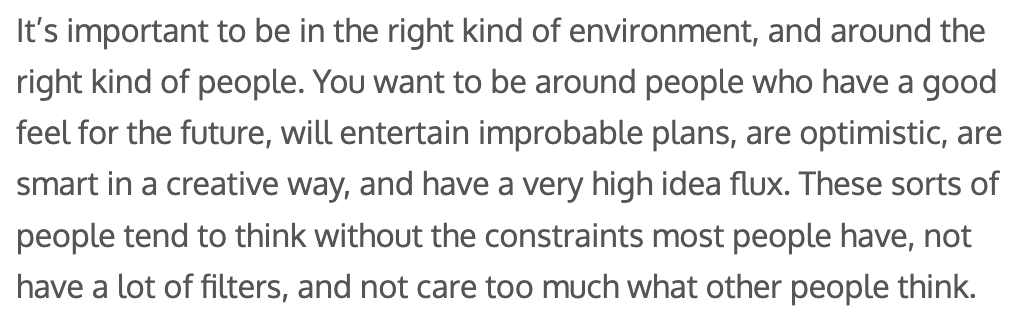 It’s important to be in the right kind of environment, and around the
right kind of people. You want to be around people who have a good
feel for the future, will entertain improbable plans, are optimistic, are
smart in a creative way, and have a very high idea flux. These sorts of
people tend to think without the constraints most people have, not
have a lot of filters, and not care too much what other people think.